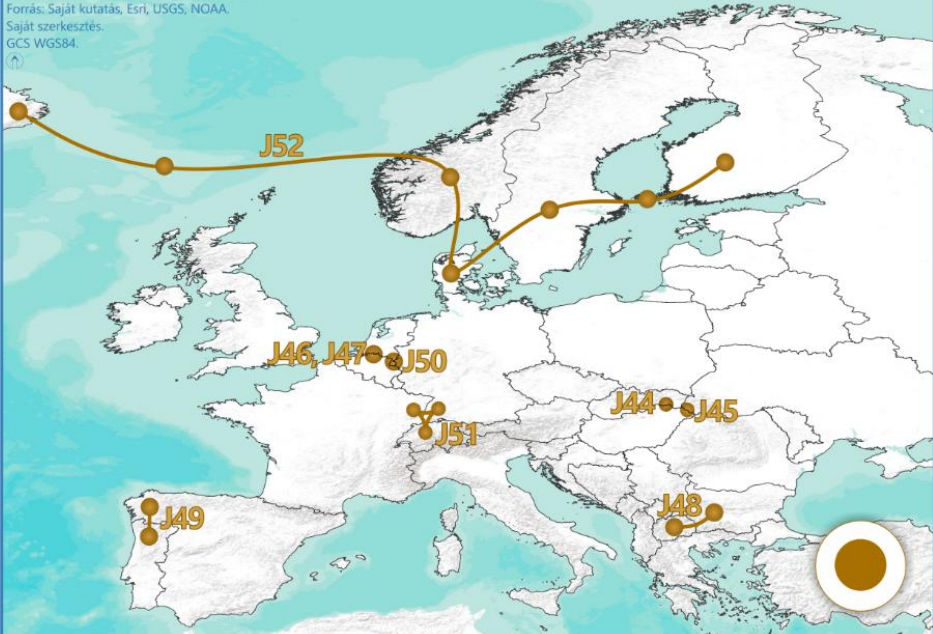 Forrás: Saját kutatás, Esri, USGS, NOAA.
Saját szerkesztés.
GCS WGS84.
J52
J46, J47
J50
J44
J45
J51
J48
J49